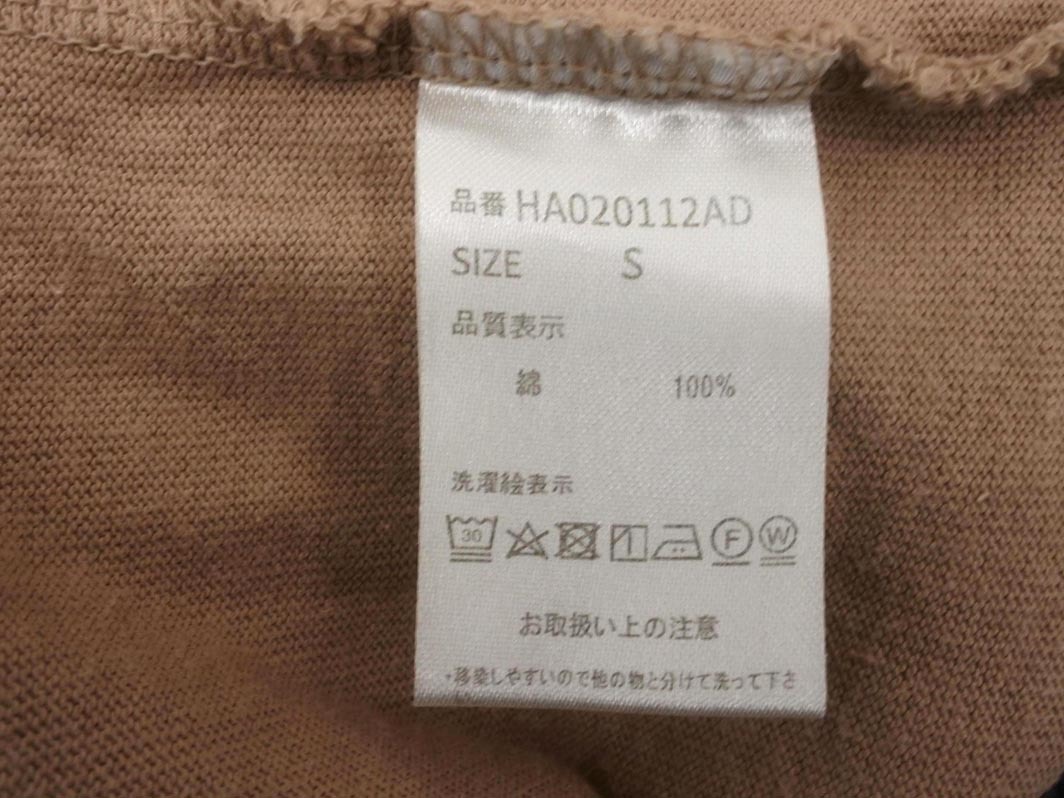 品番 HA020112AD
SIZE S
品質表示
綿 100%
洗濯絵表示
30 F W
お取扱い上の注意
・移染しやすいので他の物と分けて洗って下さ